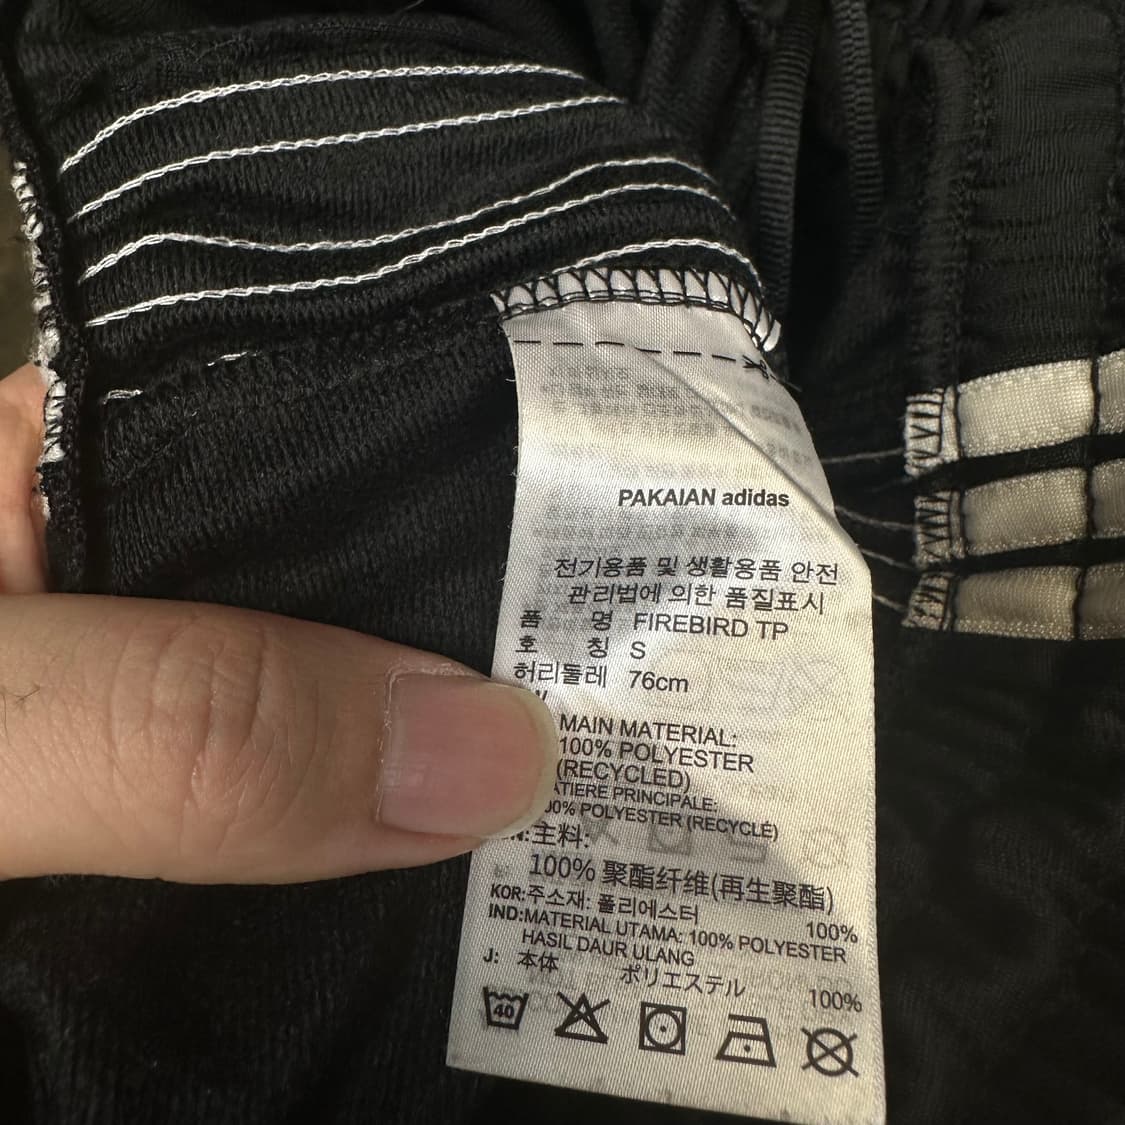 PAKAIAN adidas
전기용품 및 생활용품 안전
관리법에 의한 품질표시
품 명 FIREBIRD TP
호 칭 S
허리둘레 76cm
MAIN MATERIAL:
100% POLYESTER
(RECYCLED)
ATIERE PRINCIPALE:
00% POLYESTER (RECYCLÉ)
主料:
100% 聚酯纤维(再生聚酯)
KOR:주소재: 폴리에스터 100%
IND:MATERIAL UTAMA: 100% POLYESTER
HASIL DAUR ULANG
J: 本体 ポリエステル 100%
40